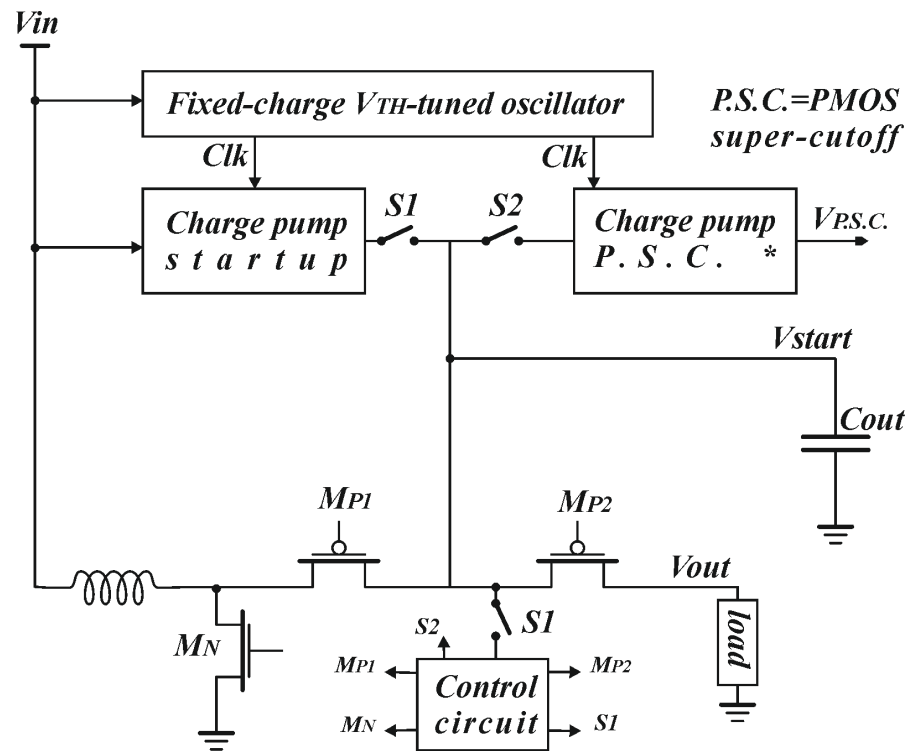 Vin
Fixed-charge VTH-tuned oscillator
P.S.C.=PMOS
super-cutoff
Clk
Clk
Charge pump
startup
S1
S2
Charge pump
P.S.C. *
VP.S.C.
Vstart
Cout
MP1
MP2
Vout
load
MN
S1
S2
MP1
MP2
Control
circuit
MN
S1